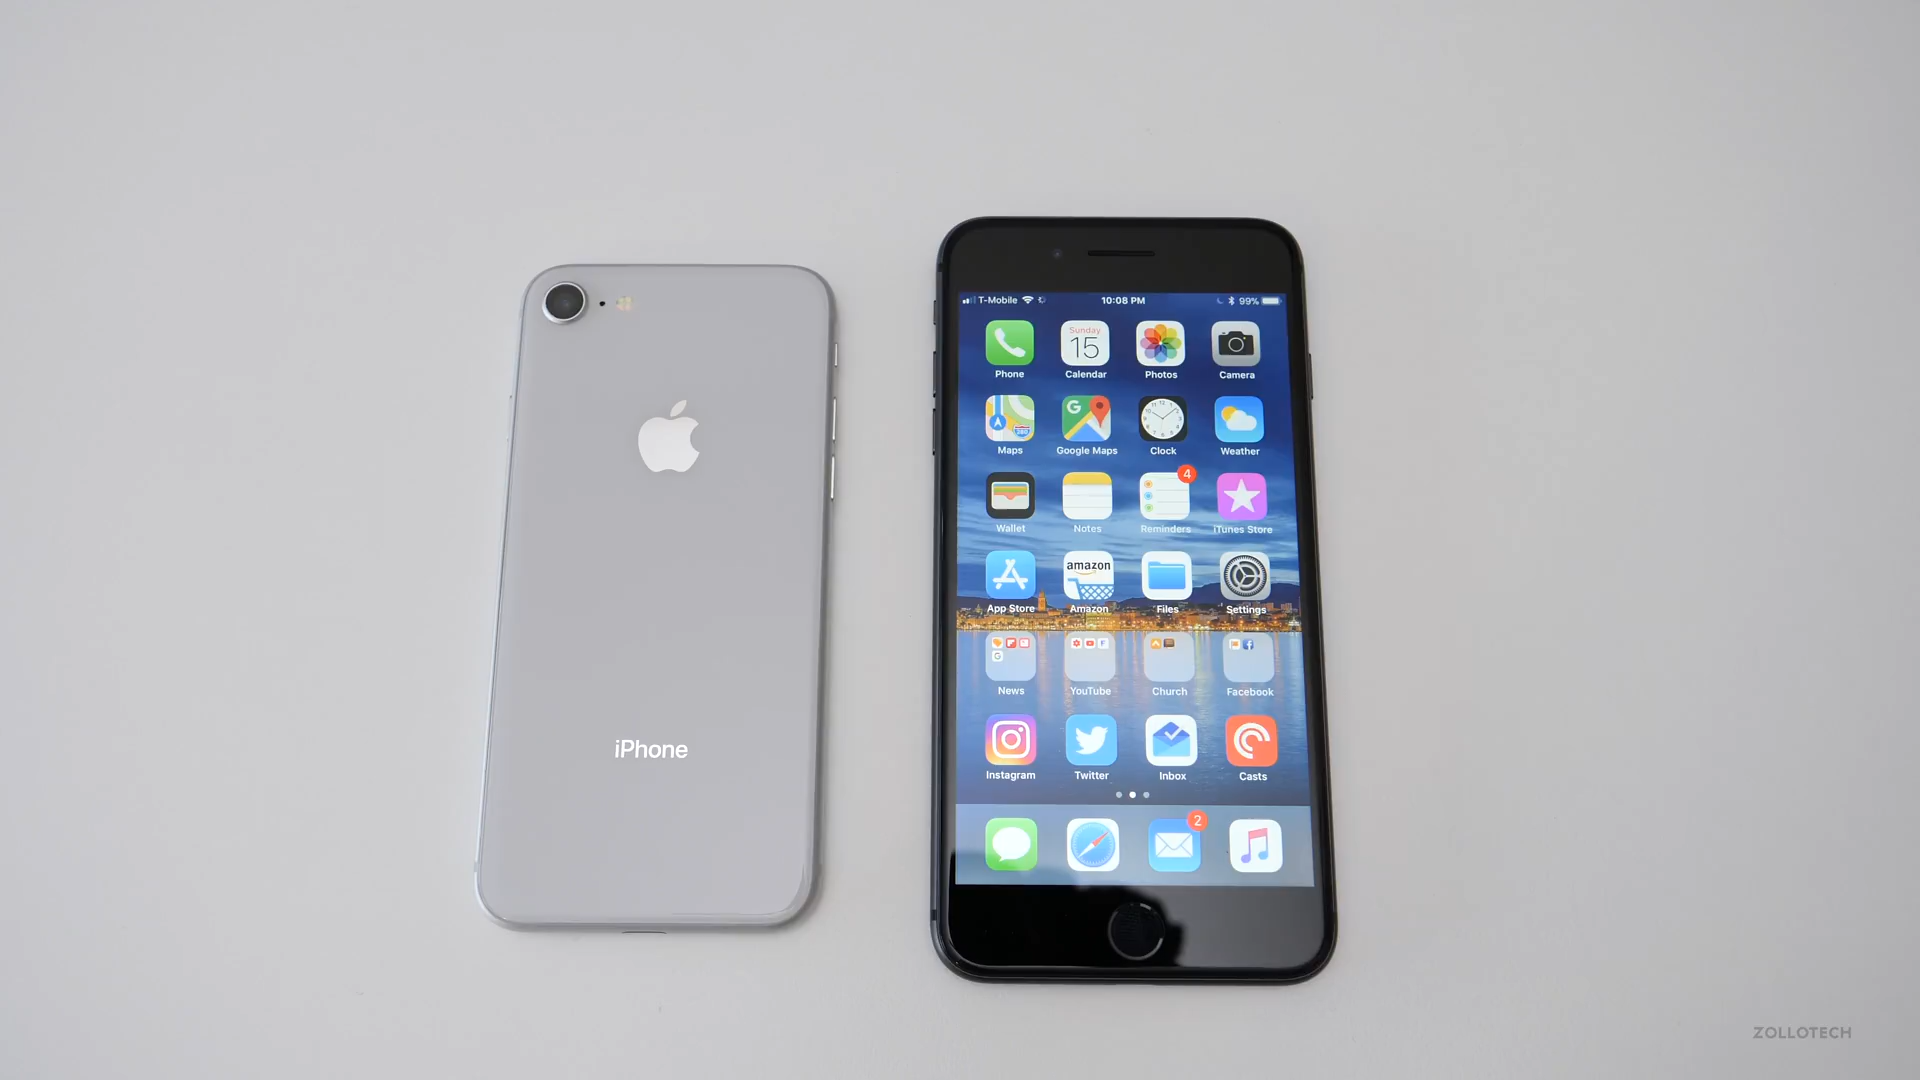 T-Mobile 10:08 PM 99%
Sunday
15
Phone Calendar Photos Camera
G
280
Maps Google Maps Clock Weather
4
Wallet Notes Reminders iTunes Store
amazon
App Store Amazon Files Settings
News YouTube Church Facebook
iPhone
Instagram Twitter Inbox Casts
2
ZOLLOTECH